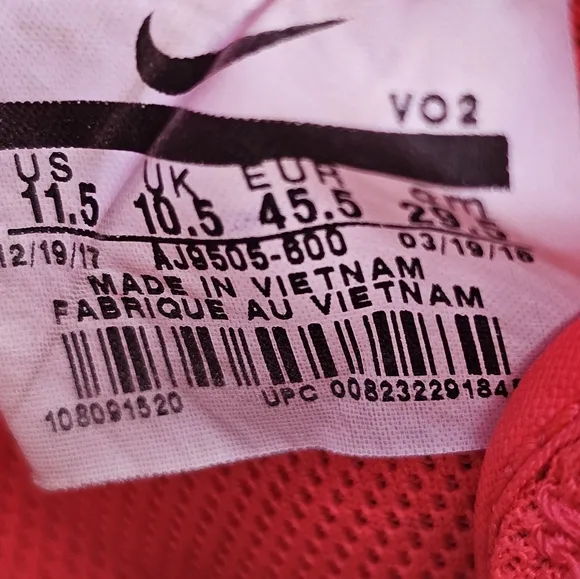 VO2
US UK EUR cm
11.5 10.5 45.5 29.5
12/19/17 AJ9505-600 03/19/18
MADE IN VIETNAM
FABRIQUE AU VIETNAM
108091520 UPC 00823229184